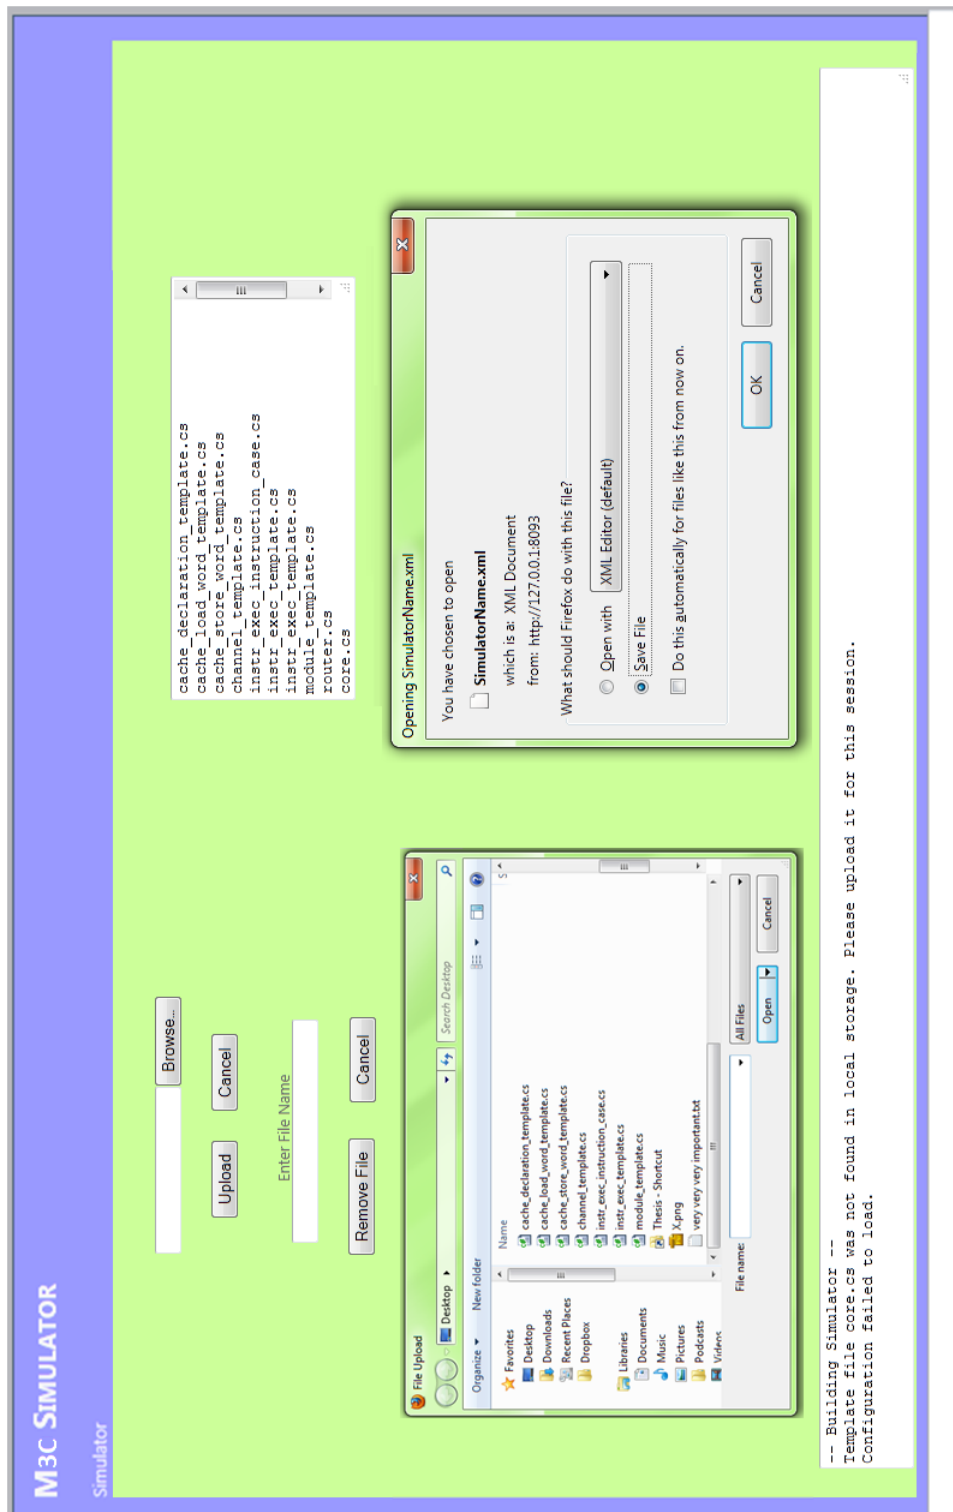 M3C SIMULATOR
Simulator
Browse...
Upload
Cancel
Enter File Name
Remove File
Cancel
cache_declaration_template.cs
cache_load_word_template.cs
cache_store_word_template.cs
channel_template.cs
instr_exec_instruction_case.cs
instr_exec_template.cs
instr_exec_template.cs
module_template.cs
router.cs
core.cs
File Upload
Desktop
Search Desktop
Organize
New folder
Favorites
Desktop
Downloads
Recent Places
Dropbox
Libraries
Documents
Music
Pictures
Podcasts
Videos
Name
S
cache_declaration_template.cs
cache_load_word_template.cs
cache_store_word_template.cs
channel_template.cs
instr_exec_instruction_case.cs
instr_exec_template.cs
module_template.cs
Thesis - Shortcut
X.png
very very very important.txt
File name:
All Files
Open
Cancel
Opening SimulatorName.xml
X
You have chosen to open
SimulatorName.xml
which is a: XML Document
from: http://127.0.0.1:8093
What should Firefox do with this file?
Open with XML Editor (default)
Save File
Do this automatically for files like this from now on.
OK
Cancel
-- Building Simulator --
Template file core.cs was not found in local storage. Please upload it for this session.
Configuration failed to load.